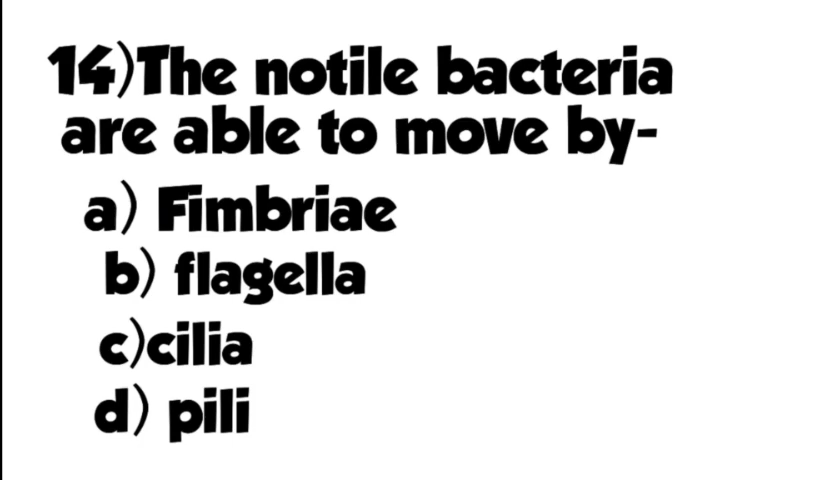 14)The notile bacteria
are able to move by-
a) Fimbriae
b) flagella
c)cilia
d) pili